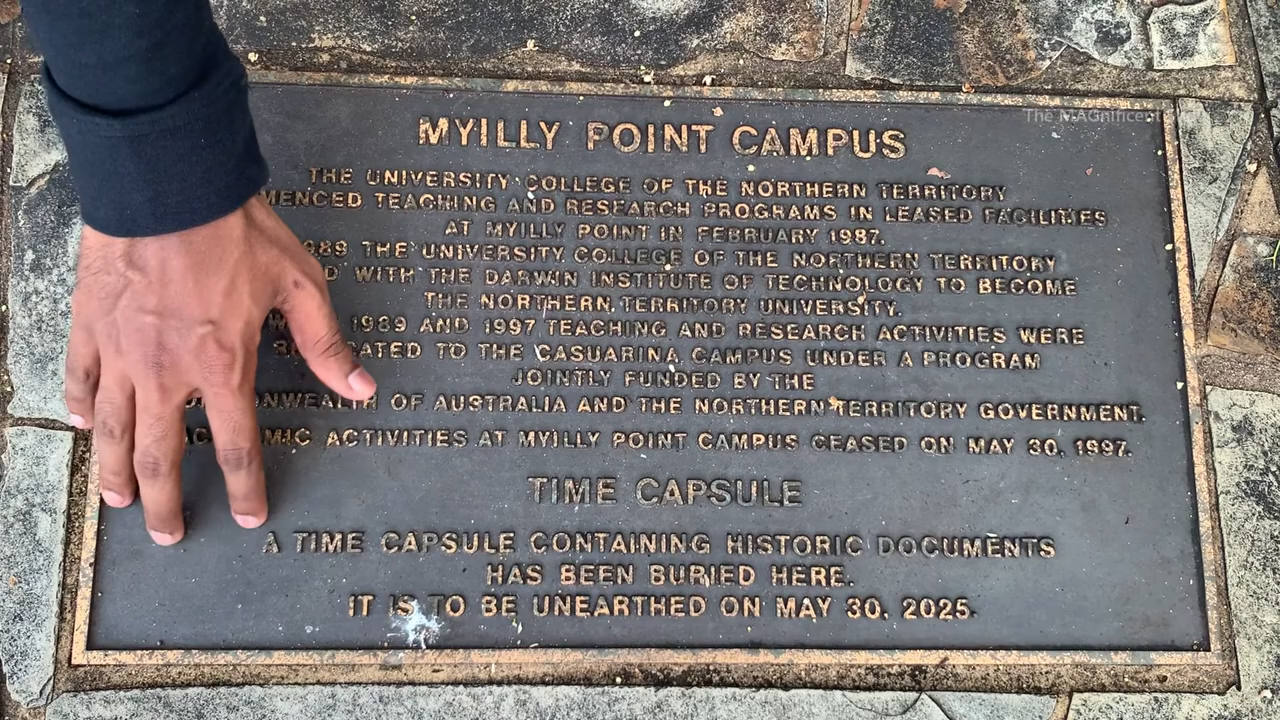 The MAGnificent
MYILLY POINT CAMPUS
THE UNIVERSITY COLLEGE OF THE NORTHERN TERRITORY
MENCED TEACHING AND RESEARCH PROGRAMS IN LEASED FACILITIES
AT MYILLY POINT IN FEBRUARY 1987.
989 THE UNIVERSITY COLLEGE OF THE NORTHERN TERRITORY
D WITH THE DARWIN INSTITUTE OF TECHNOLOGY TO BECOME
THE NORTHERN TERRITORY UNIVERSITY.
1989 AND 1997 TEACHING AND RESEARCH ACTIVITIES WERE
CATED TO THE CASUARINA CAMPUS UNDER A PROGRAM
JOINTLY FUNDED BY THE
ONWEALTH OF AUSTRALIA AND THE NORTHERN TERRITORY GOVERNMENT.
MIC ACTIVITIES AT MYILLY POINT CAMPUS CEASED ON MAY 30, 1997.
TIME CAPSULE
A TIME CAPSULE CONTAINING HISTORIC DOCUMENTS
HAS BEEN BURIED HERE.
IT IS TO BE UNEARTHED ON MAY 30, 2025.